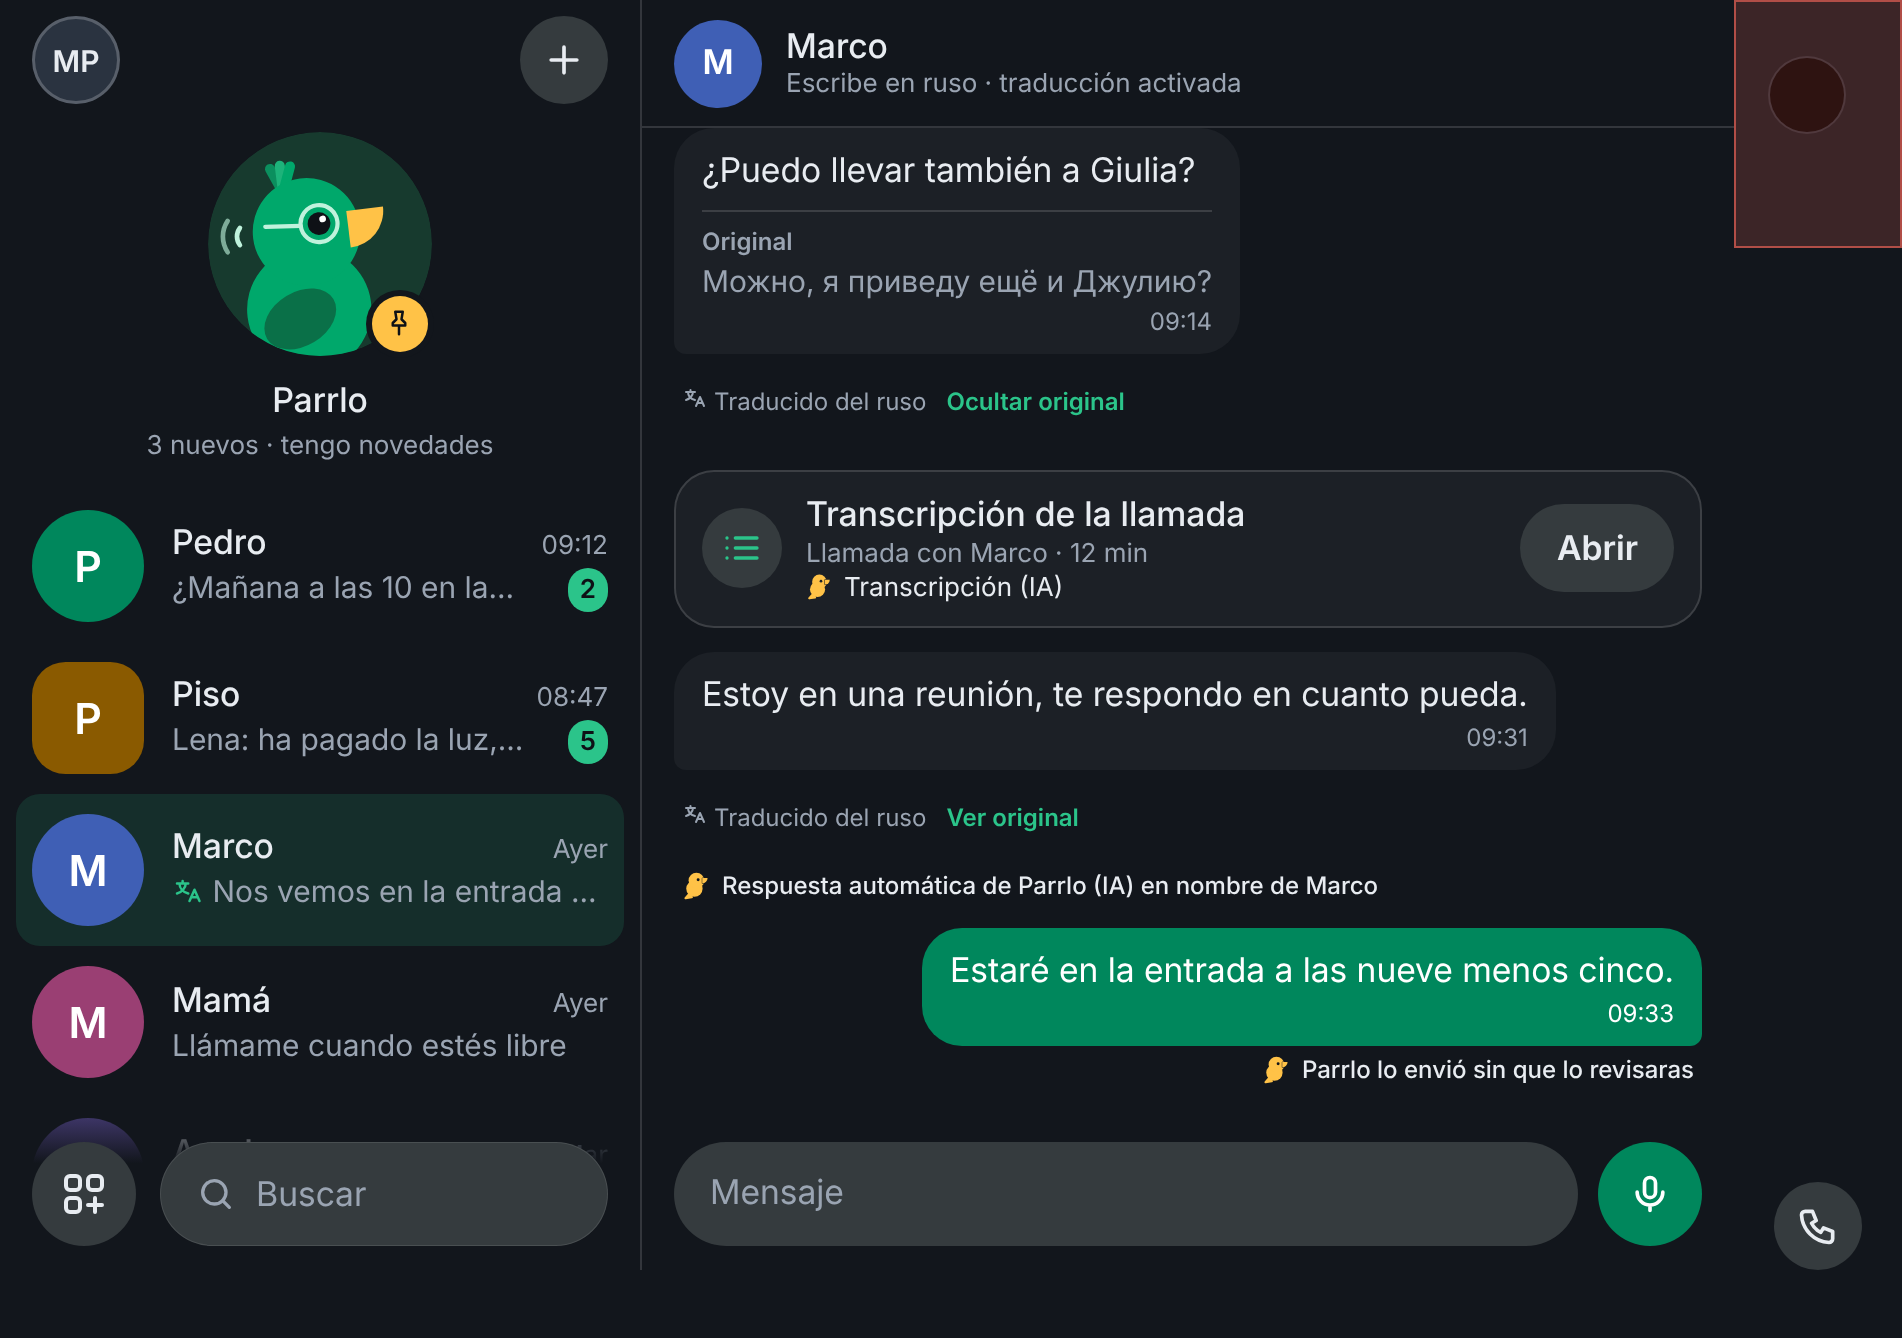 MP
Parrlo
3 nuevos · tengo novedades
P
Pedro
09:12
¿Mañana a las 10 en la...
2
P
Piso
08:47
Lena: ha pagado la luz,...
5
M
Marco
Ayer
Nos vemos en la entrada ...
M
Mamá
Ayer
Llámame cuando estés libre
Buscar
M
Marco
Escribe en ruso · traducción activada
¿Puedo llevar también a Giulia?
Original
Можно, я приведу ещё и Джулию?
09:14
Traducido del ruso Ocultar original
Transcripción de la llamada
Llamada con Marco · 12 min
Transcripción (IA)
Abrir
Estoy en una reunión, te respondo en cuanto pueda.
09:31
Traducido del ruso Ver original
Respuesta automática de Parrlo (IA) en nombre de Marco
Estaré en la entrada a las nueve menos cinco.
09:33
Parrlo lo envió sin que lo revisaras
Mensaje